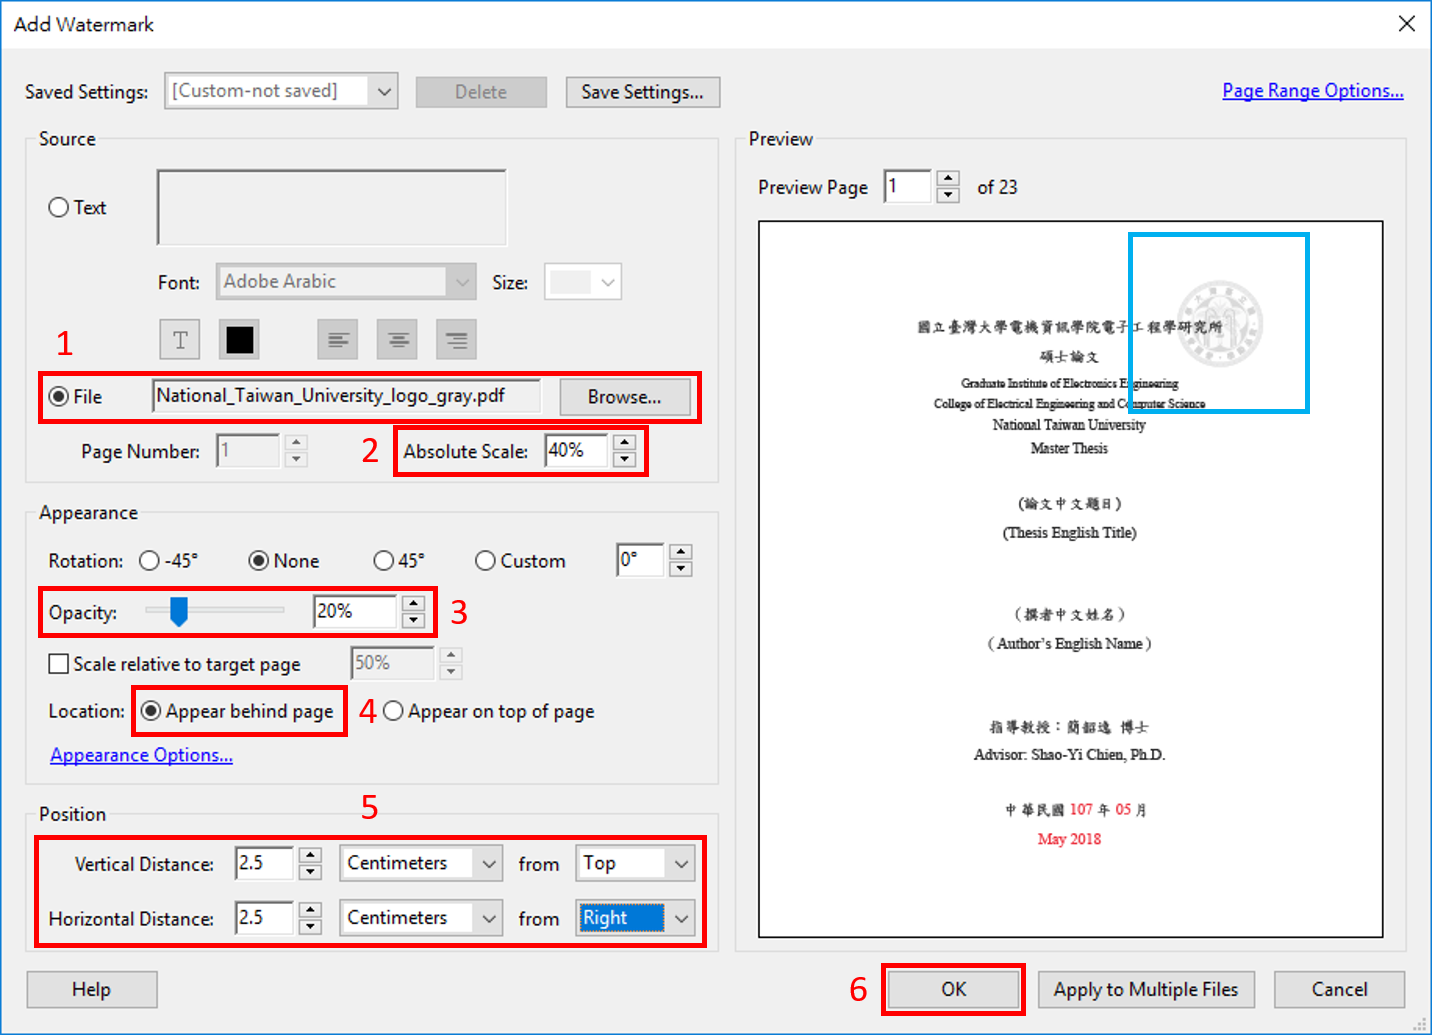 Add Watermark
Saved Settings: [Custom-not saved] Delete Save Settings... Page Range Options...
Source
Text
Font: Adobe Arabic Size:
T
1
File National_Taiwan_University_logo_gray.pdf Browse...
Page Number: 1 2 Absolute Scale: 40%
Appearance
Rotation: -45° None 45° Custom 0°
Opacity: 20% 3
Scale relative to target page 50%
Location: Appear behind page 4 Appear on top of page
Appearance Options...
5
Position
Vertical Distance: 2.5 Centimeters from Top
Horizontal Distance: 2.5 Centimeters from Right
Help
Preview
Preview Page 1 of 23
國立臺灣大學電機資訊學院電子工程學研究所
碩士論文
Graduate Institute of Electronics Engineering
College of Electrical Engineering and Computer Science
National Taiwan University
Master Thesis
(論文中文題目)
(Thesis English Title)
(撰者中文姓名)
(Author's English Name)
指導教授：簡韶逸 博士
Advisor: Shao-Yi Chien, Ph.D.
中華民國 107 年 05 月
May 2018
6 OK Apply to Multiple Files Cancel